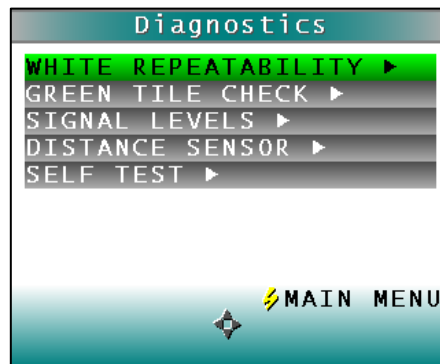 Diagnostics
WHITE REPEATABILITY ▶
GREEN TILE CHECK ▶
SIGNAL LEVELS ▶
DISTANCE SENSOR ▶
SELF TEST ▶
MAIN MENU